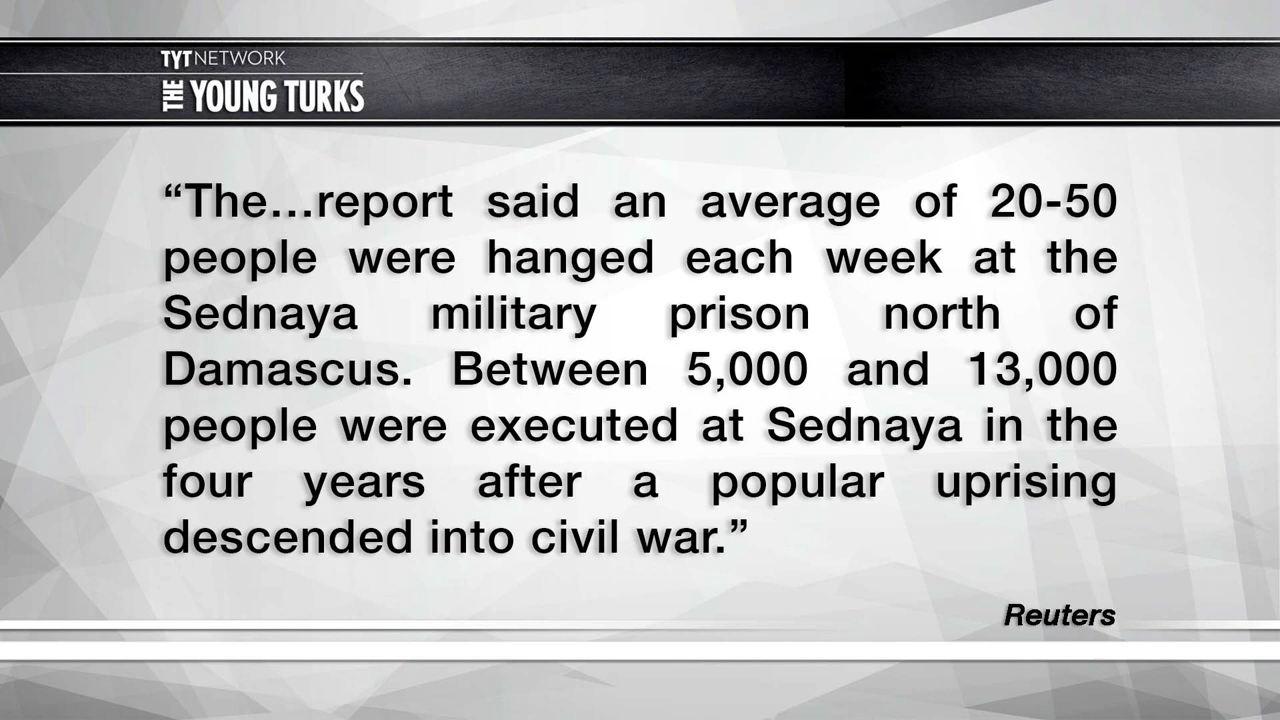 TYT NETWORK
THE YOUNG TURKS
“The...report said an average of 20-50
people were hanged each week at the
Sednaya military prison north of
Damascus. Between 5,000 and 13,000
people were executed at Sednaya in the
four years after a popular uprising
descended into civil war.”
Reuters